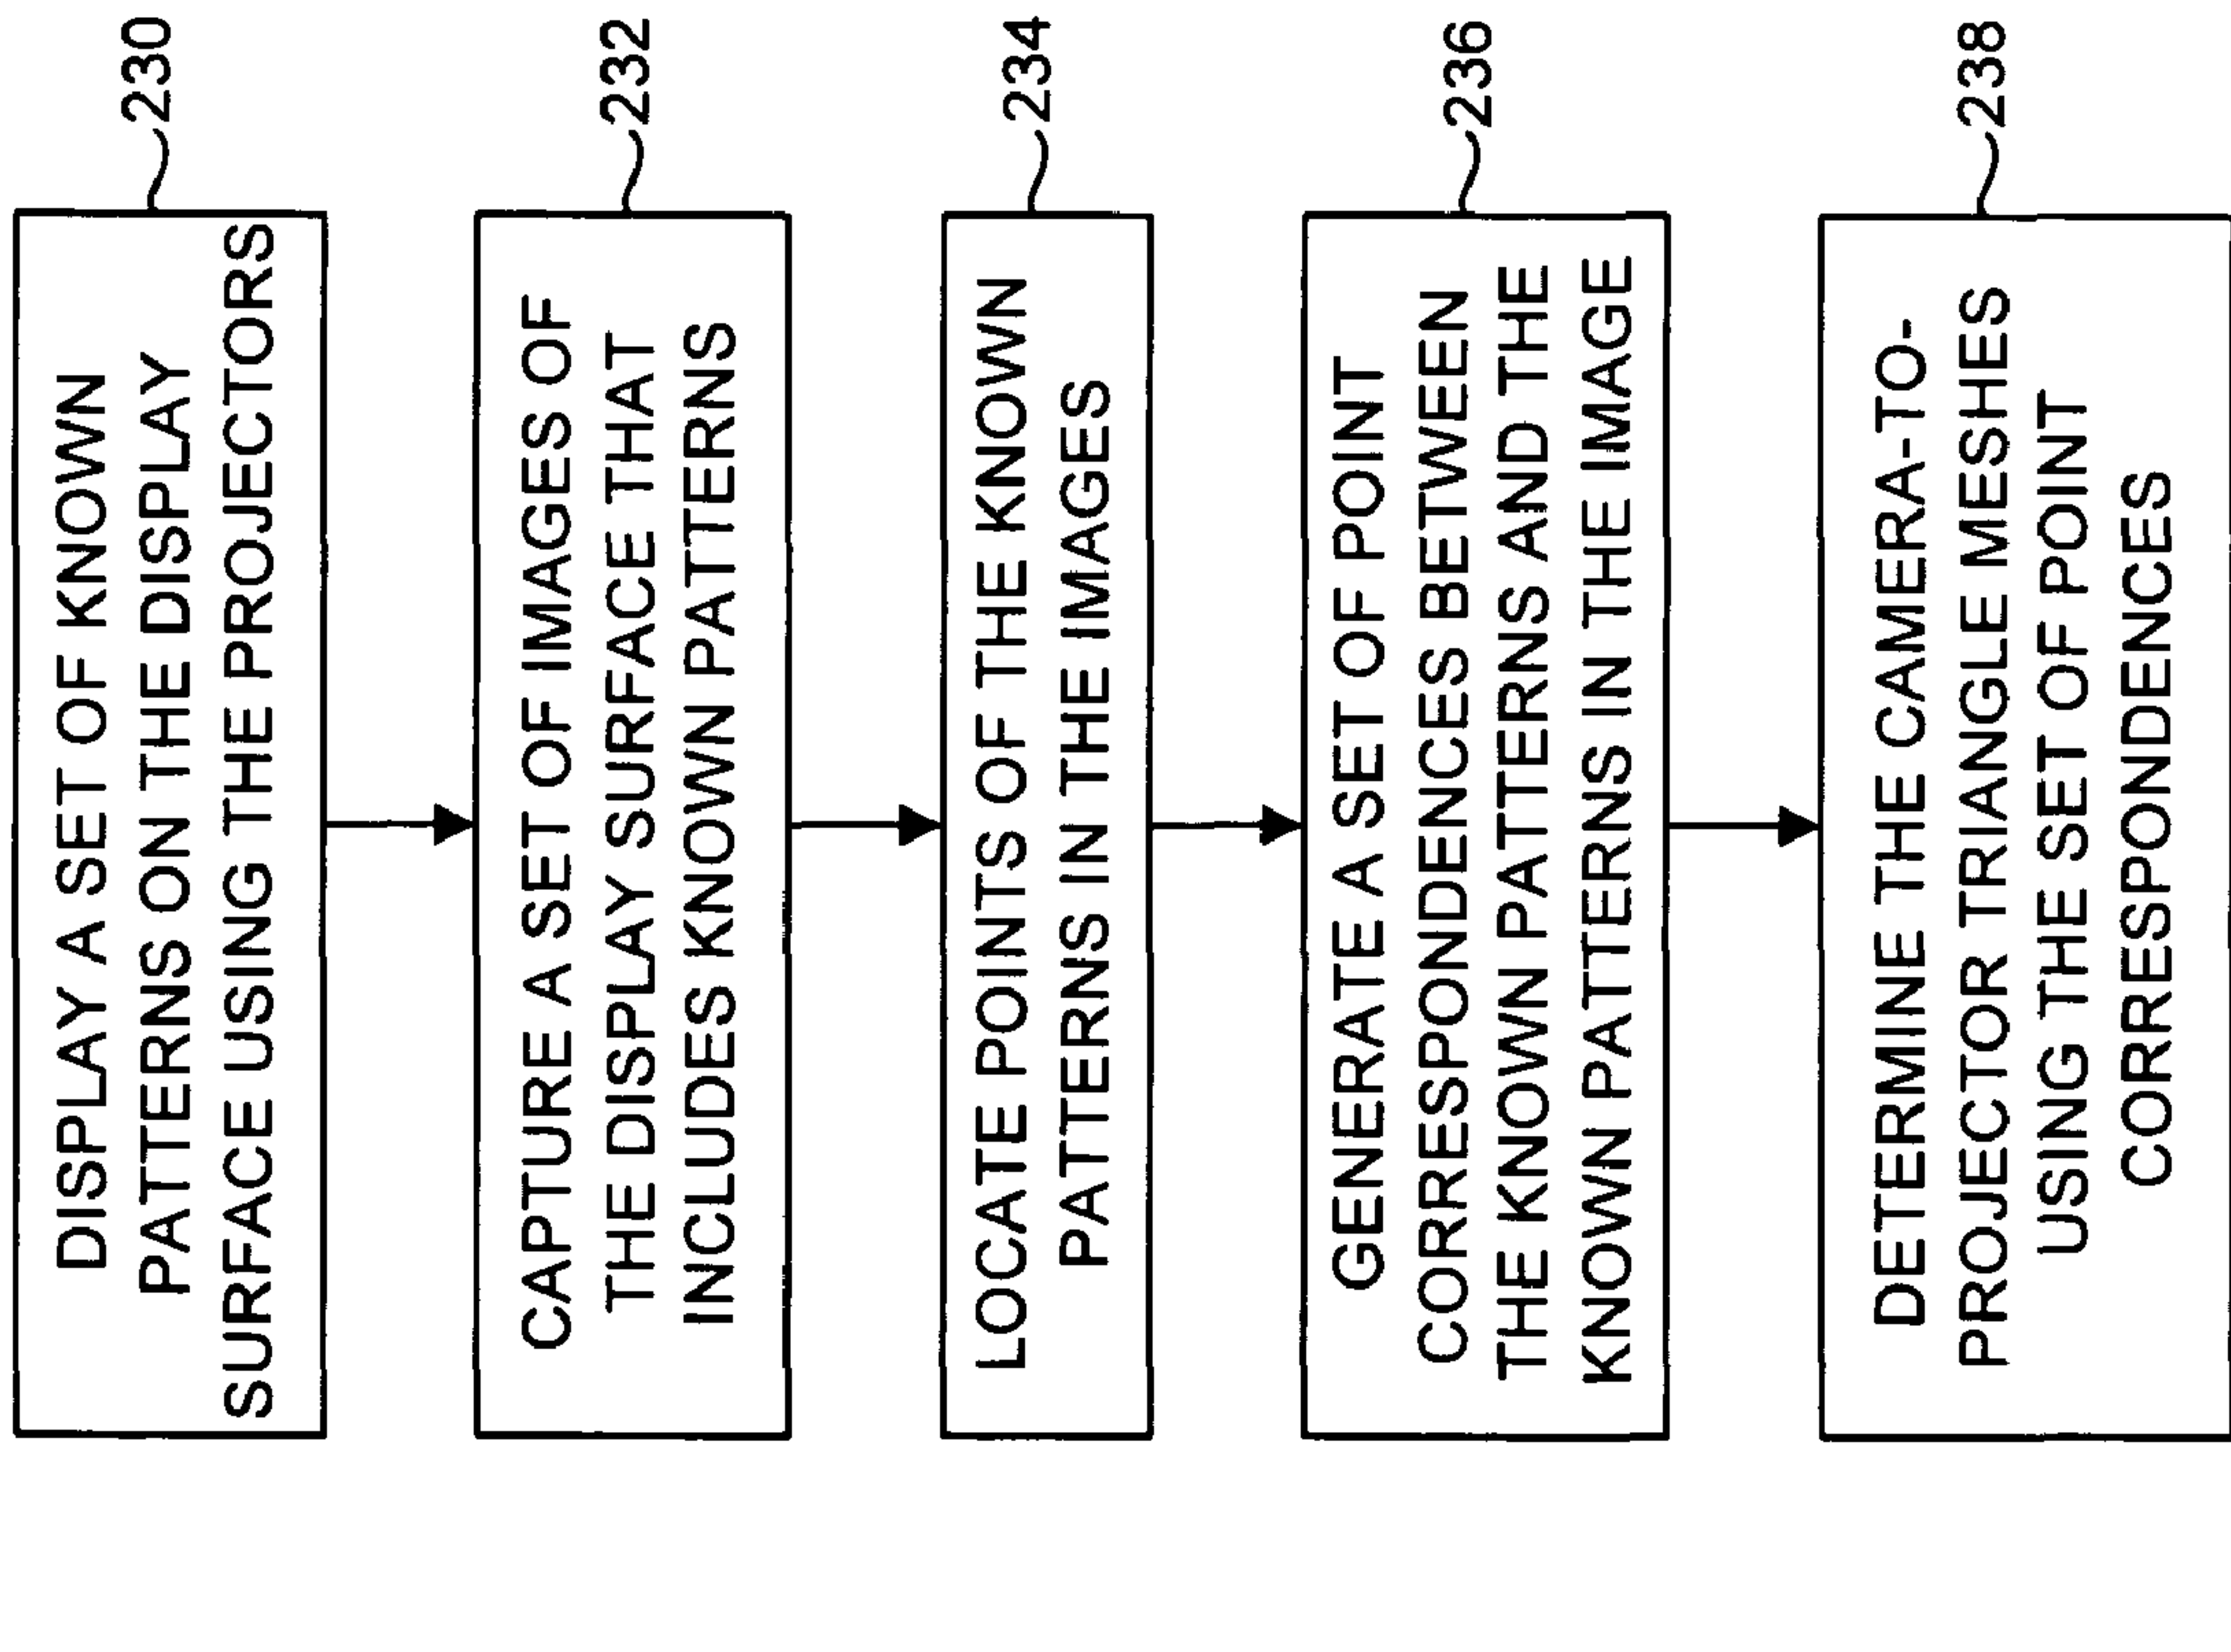 DISPLAY A SET OF KNOWN
PATTERNS ON THE DISPLAY
SURFACE USING THE PROJECTORS
230
CAPTURE A SET OF IMAGES OF
THE DISPLAY SURFACE THAT
INCLUDES KNOWN PATTERNS
232
LOCATE POINTS OF THE KNOWN
PATTERNS IN THE IMAGES
234
GENERATE A SET OF POINT
CORRESPONDENCES BETWEEN
THE KNOWN PATTERNS AND THE
KNOWN PATTERNS IN THE IMAGE
236
DETERMINE THE CAMERA-TO-
PROJECTOR TRIANGLE MESHES
USING THE SET OF POINT
CORRESPONDENCES
238